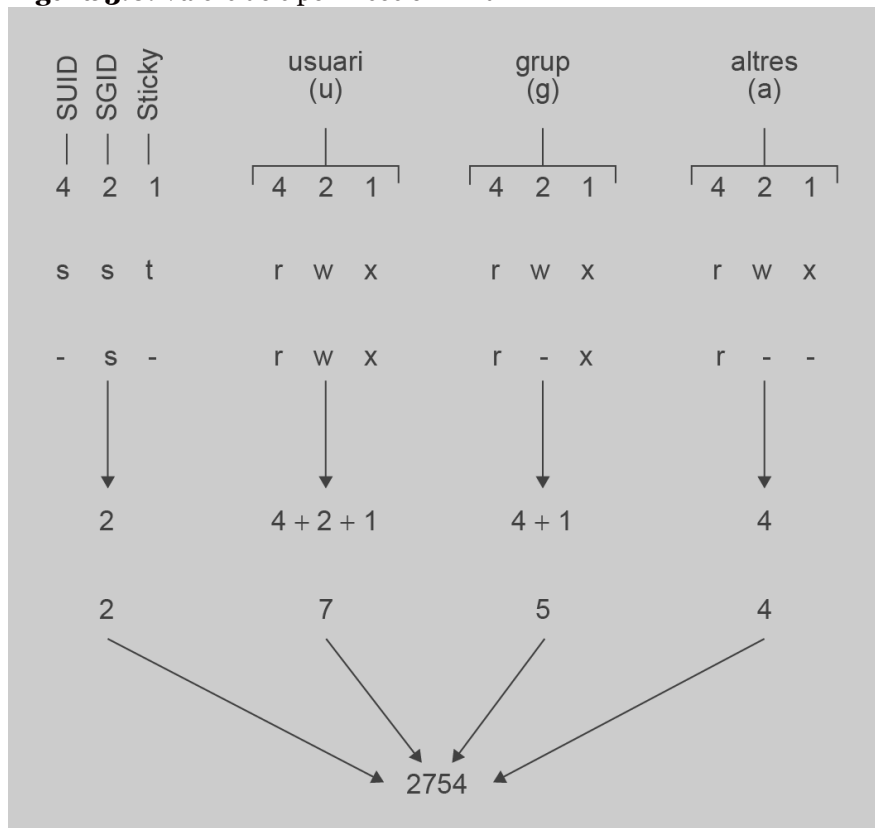 SUID SGID Sticky
usuari
(u)
grup
(g)
altres
(a)
4 2 1 4 2 1 4 2 1 4 2 1
s s t r w x r w x r w x
- s - r w x r - x r - -
2 4 + 2 + 1 4 + 1 4
2 7 5 4
2754